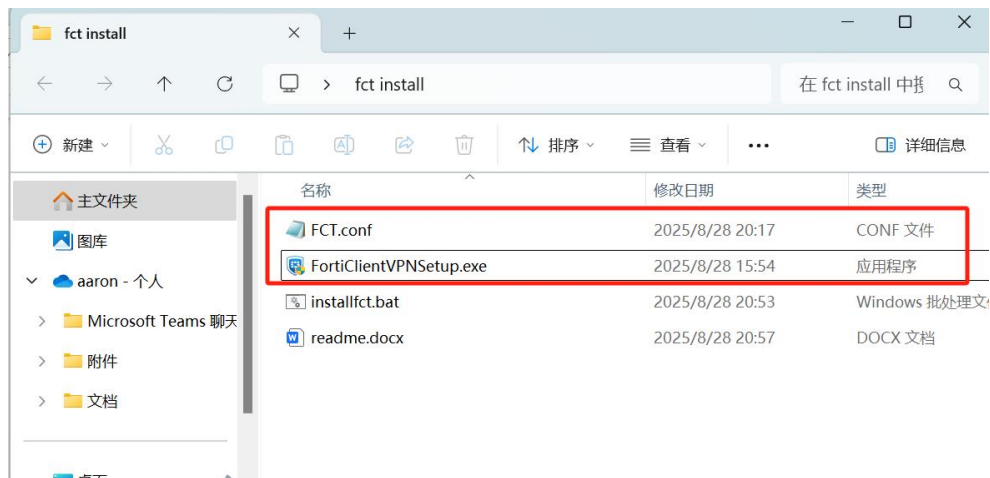 fct install
fct install
在 fct install 中搜
新建
排序
查看
详细信息
主文件夹
图库
aaron - 个人
Microsoft Teams 聊天
附件
文档
名称 修改日期 类型
FCT.conf 2025/8/28 20:17 CONF 文件
FortiClientVPNSetup.exe 2025/8/28 15:54 应用程序
installfct.bat 2025/8/28 20:53 Windows 批处理文件
readme.docx 2025/8/28 20:57 DOCX 文档